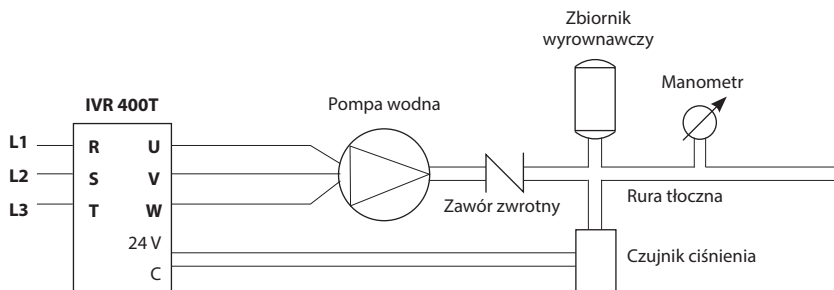 Zbiornik
wyrownawczy
Manometr
IVR 400T
Pompa wodna
L1
R
U
L2
S
V
L3
T
W
Zawór zwrotny
Rura tłoczna
24 V
Czujnik ciśnienia
C